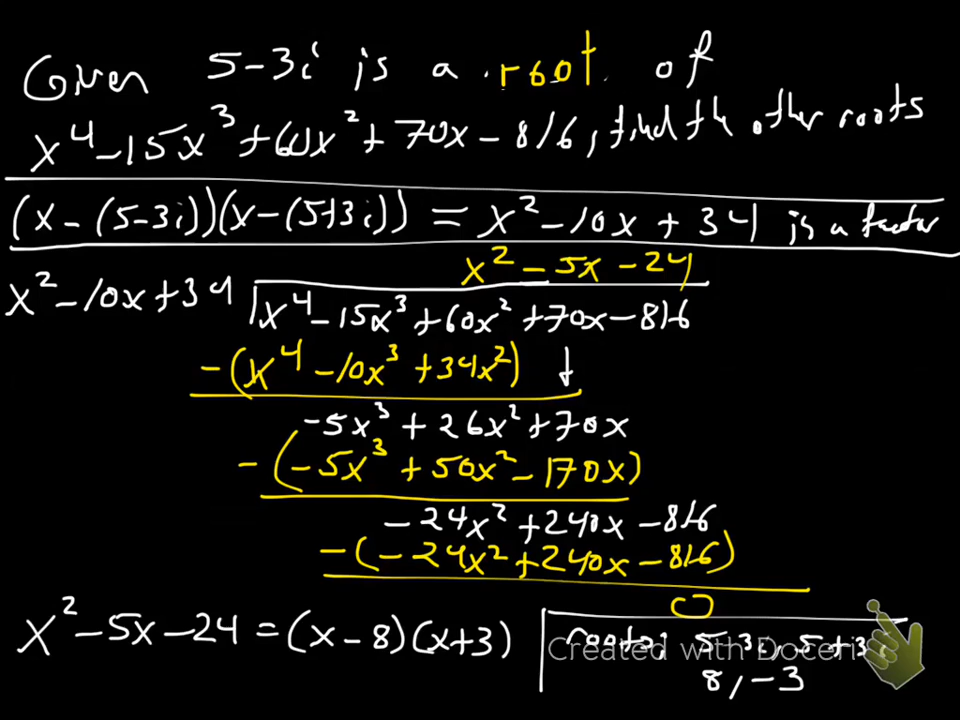 Given 5-3i is a root of
x⁴-15x³+60x²+70x-816, find the other roots
(x-(5-3i))(x-(5+3i)) = x²-10x+34 is a factor
x²-5x-24
x²-10x+34 x⁴-15x³+60x²+70x-816
-(x⁴-10x³+34x²) ↓
-5x³+26x²+70x
-(-5x³+50x²-170x)
-24x²+240x-816
-(-24x²+240x-816)
0
x²-5x-24=(x-8)(x+3)
roots: 5-3i, 5+3i
8, -3
Created with Doceri